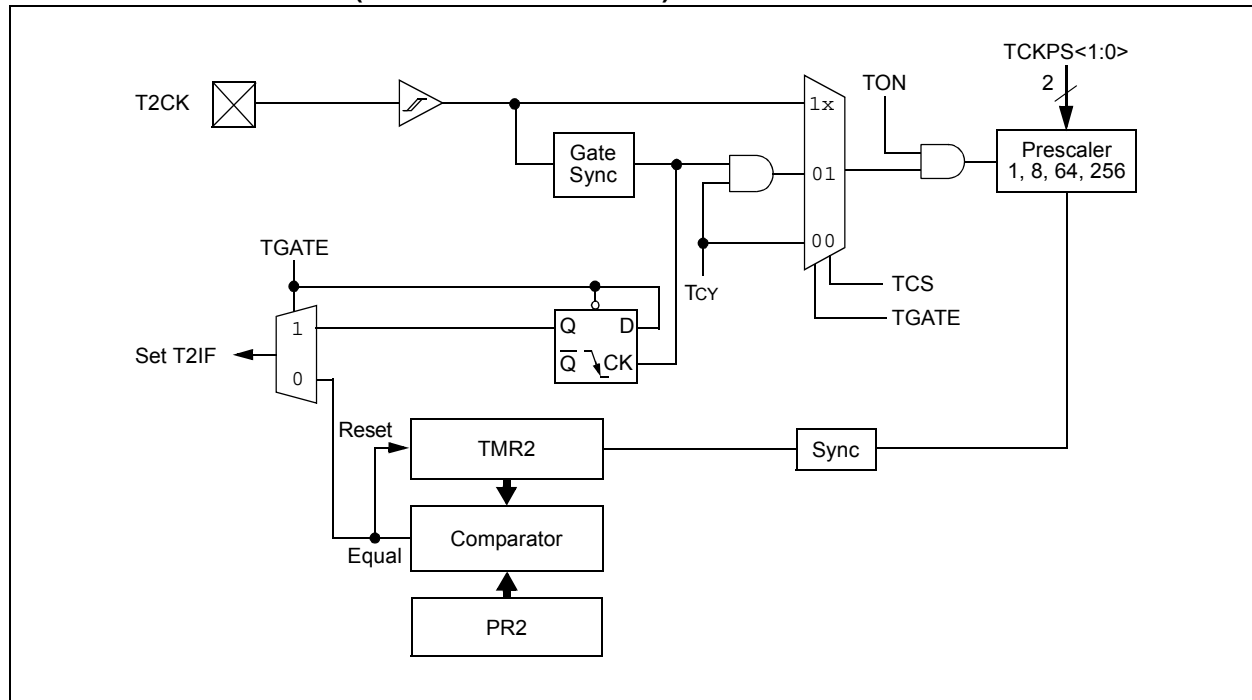 TCKPS<1:0>
2
TON
T2CK
1x
Gate
Sync
Prescaler
1, 8, 64, 256
01
00
TGATE
TCY
TCS
TGATE
1
Q
D
Set T2IF
Q
CK
0
Reset
TMR2
Sync
Comparator
Equal
PR2